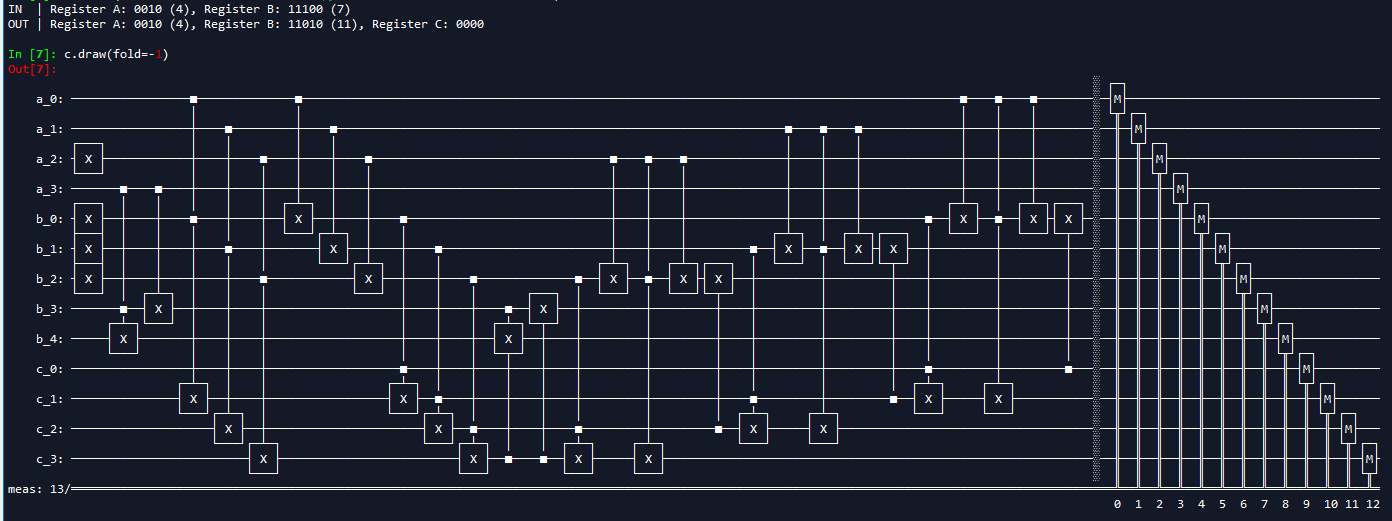 IN | Register A: 0010 (4), Register B: 11100 (7)
OUT | Register A: 0010 (4), Register B: 11010 (11), Register C: 0000
In [7]: c.draw(fold=-1)
Out[7]:
a_0: M
a_1: M
a_2: X M
a_3: M
b_0: X X X X X M
b_1: X X X X X M
b_2: X X X X X M
b_3: X X M
b_4: X X M
c_0: M
c_1: X X X X M
c_2: X X X X M
c_3: X X X X M
meas: 13/
0 1 2 3 4 5 6 7 8 9 10 11 12